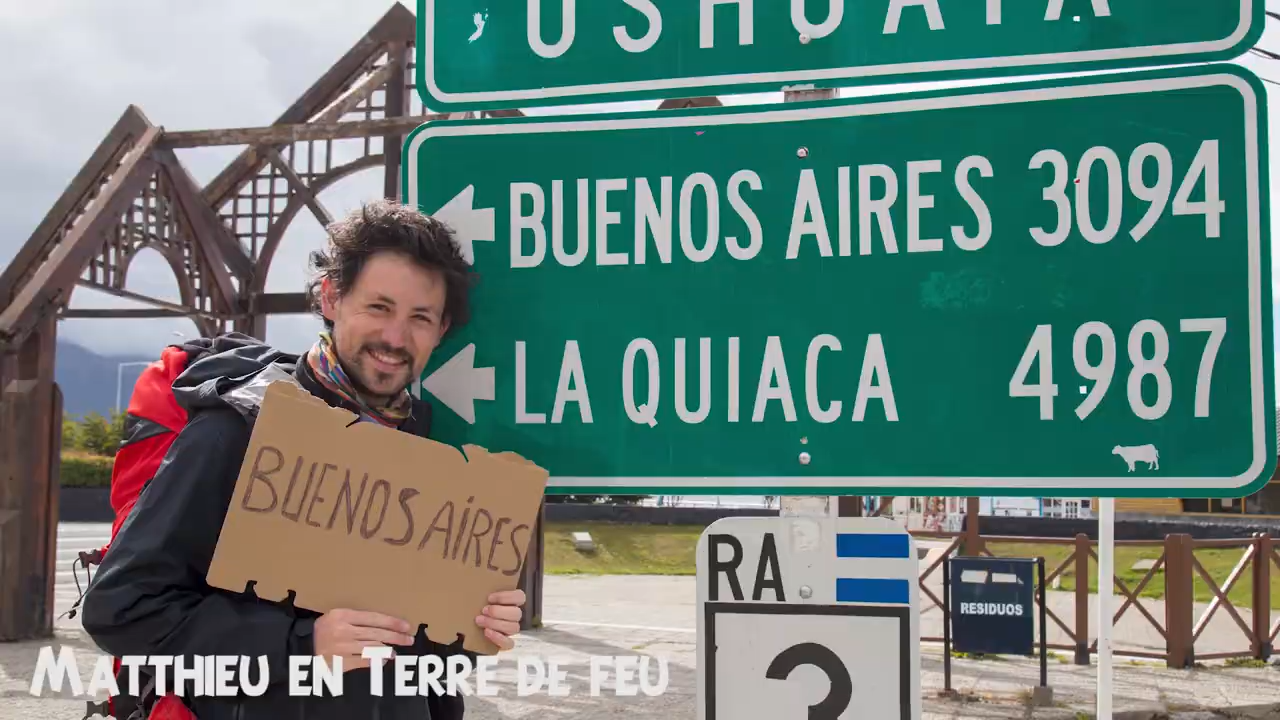 USHUAIA
BUENOS AIRES 3094
LA QUIACA 4987
BUENOS AIRES
RA
3
RESIDUOS
Matthieu en Terre de feu